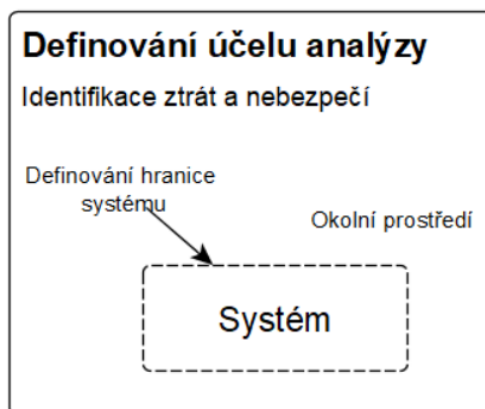 Definování účelu analýzy
Identifikace ztrát a nebezpečí
Definování hranice
systému
Okolní prostředí
Systém